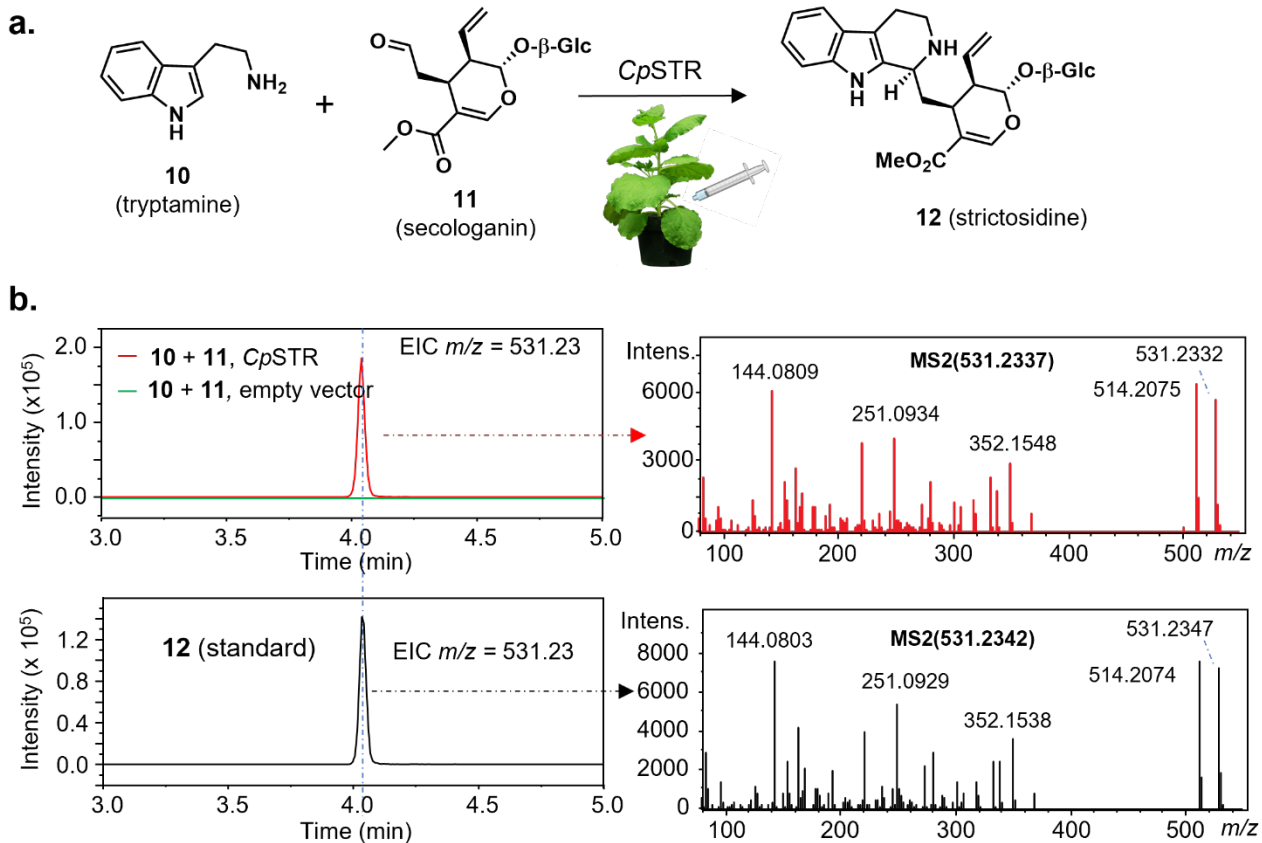 a.
NH2
N
H
10
(tryptamine)
+
O
O-β-Glc
O
O
O
11
(secologanin)
CpSTR
NH
N
H
H
O-β-Glc
O
MeO2C
12 (strictosidine)
b.
Intensity (x10⁵)
2.0
1.0
0.0
10 + 11, CpSTR
10 + 11, empty vector
EIC m/z = 531.23
3.0 3.5 4.0 4.5 5.0
Time (min)
Intens.
6000
3000
0
MS2(531.2337)
144.0809
251.0934
352.1548
514.2075
531.2332
100 200 300 400 500 m/z
Intensity (x 10⁵)
1.2
0.8
0.4
0.0
12 (standard)
EIC m/z = 531.23
3.0 3.5 4.0 4.5 5.0
Time (min)
Intens.
8000
6000
4000
2000
0
MS2(531.2342)
144.0803
251.0929
352.1538
514.2074
531.2347
100 200 300 400 500 m/z